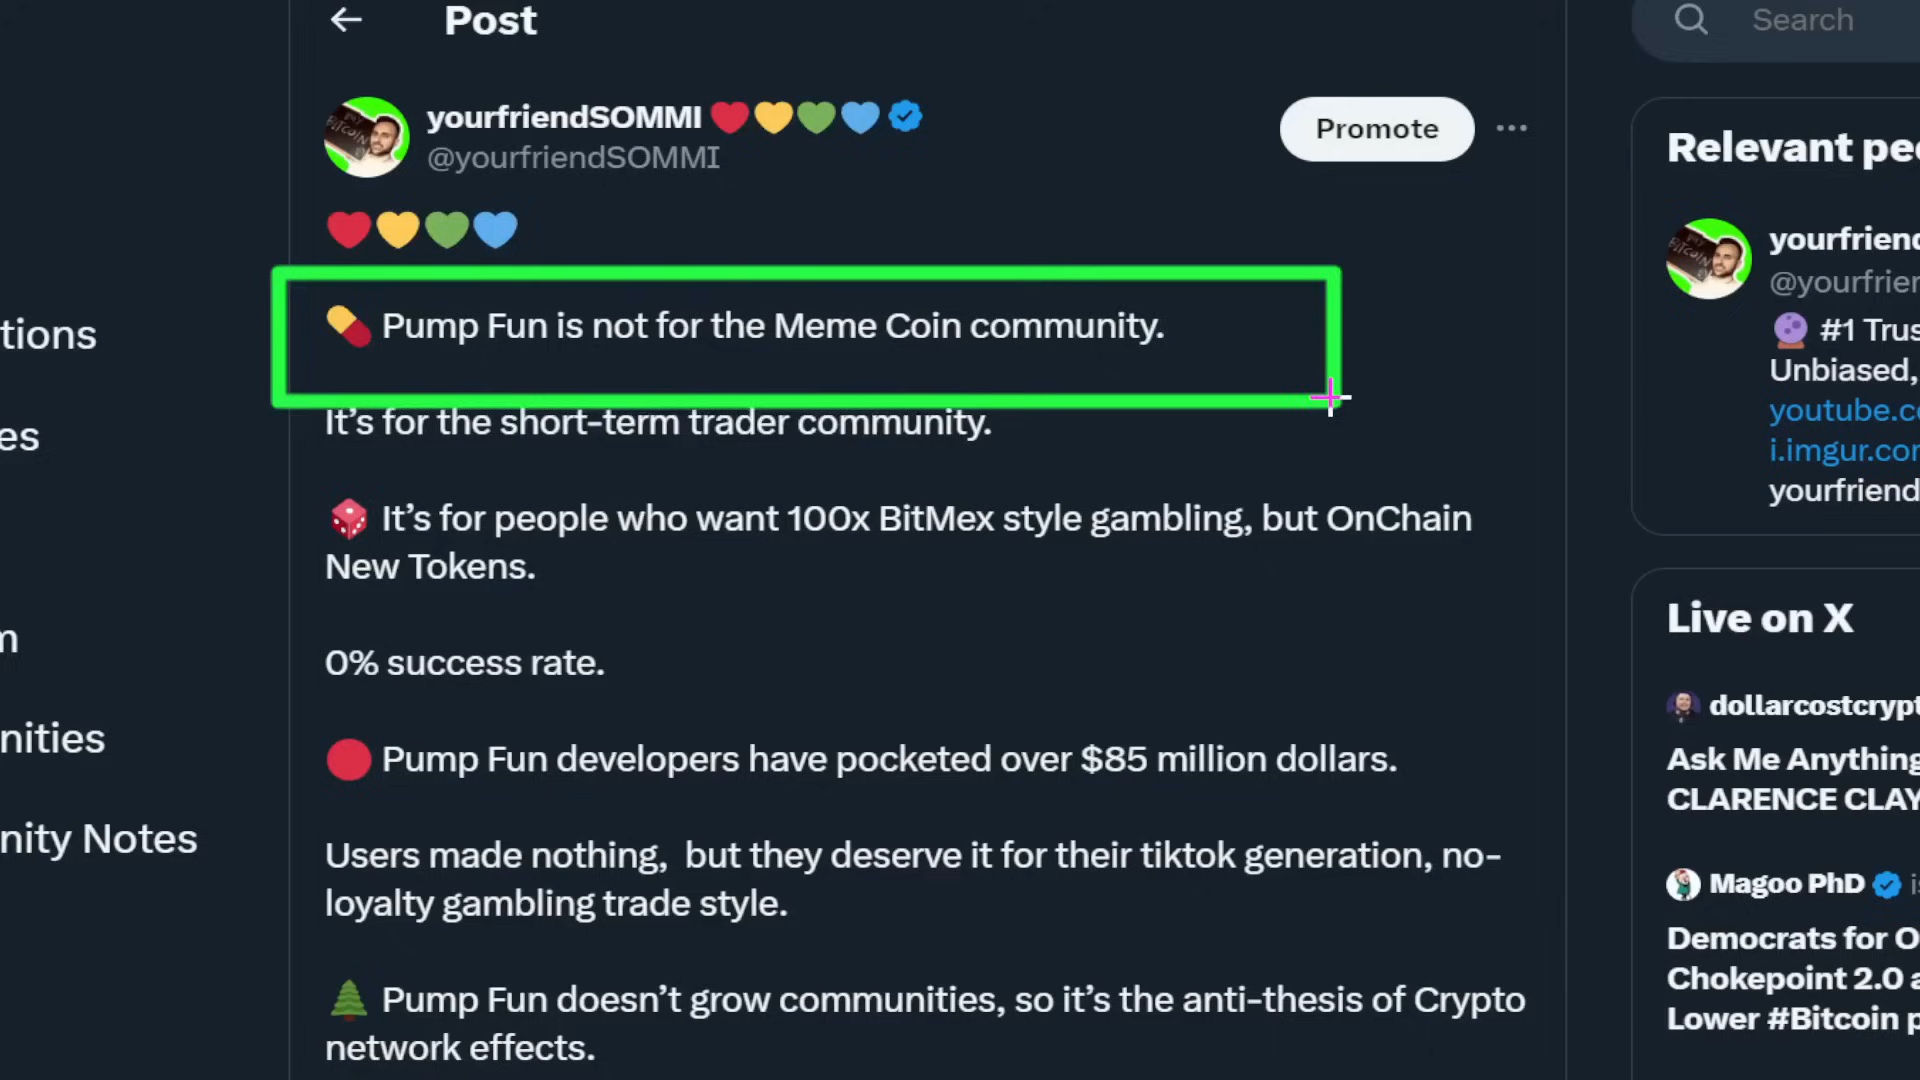 Post
Search
yourfriendSOMMI ❤️💛💚💙
@yourfriendSOMMI
Promote
❤️💛💚💙
💊 Pump Fun is not for the Meme Coin community.
It’s for the short-term trader community.
🎲 It’s for people who want 100x BitMex style gambling, but OnChain
New Tokens.
0% success rate.
🔴 Pump Fun developers have pocketed over $85 million dollars.
Users made nothing,  but they deserve it for their tiktok generation, no-
loyalty gambling trade style.
🌲 Pump Fun doesn’t grow communities, so it’s the anti-thesis of Crypto
network effects.
tions
es
m
nities
nity Notes
Relevant pe
yourfriend
@yourfrier
🔮 #1 Trus
Unbiased,
youtube.c
i.imgur.cor
yourfriend
Live on X
dollarcostcrypt
Ask Me Anything
CLARENCE CLAY
Magoo PhD
Democrats for O
Chokepoint 2.0 a
Lower #Bitcoin p